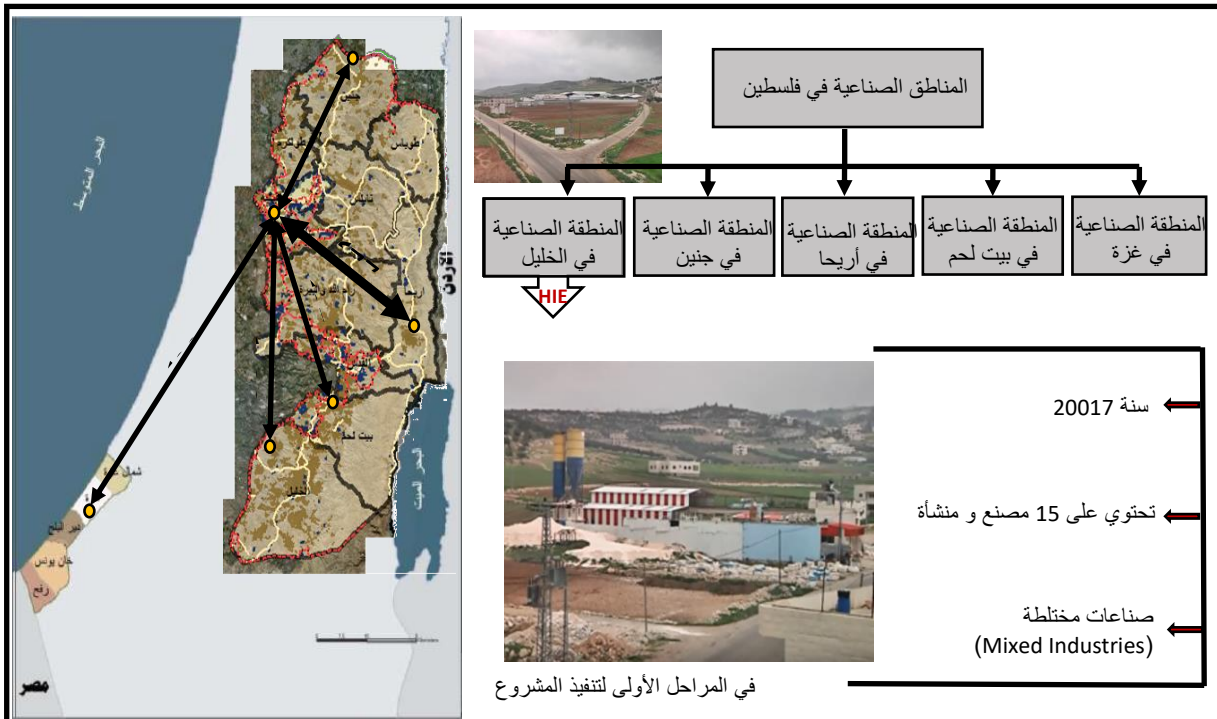 المناطق الصناعية في فلسطين
المنطقة الصناعية
في غزة
المنطقة الصناعية
في بيت لحم
المنطقة الصناعية
في أريحا
المنطقة الصناعية
في جنين
المنطقة الصناعية
في الخليل
HIE
سنة 20017
تحتوي على 15 مصنع و منشأة
صناعات مختلطة
(Mixed Industries)
في المراحل الأولى لتنفيذ المشروع
البحر المتوسط
جنين
طوباس
نابلس
أريحا
الأردن
بيت لحم
الخليل
البحر الميت
دير البلح
خان يونس
رفح
مصر